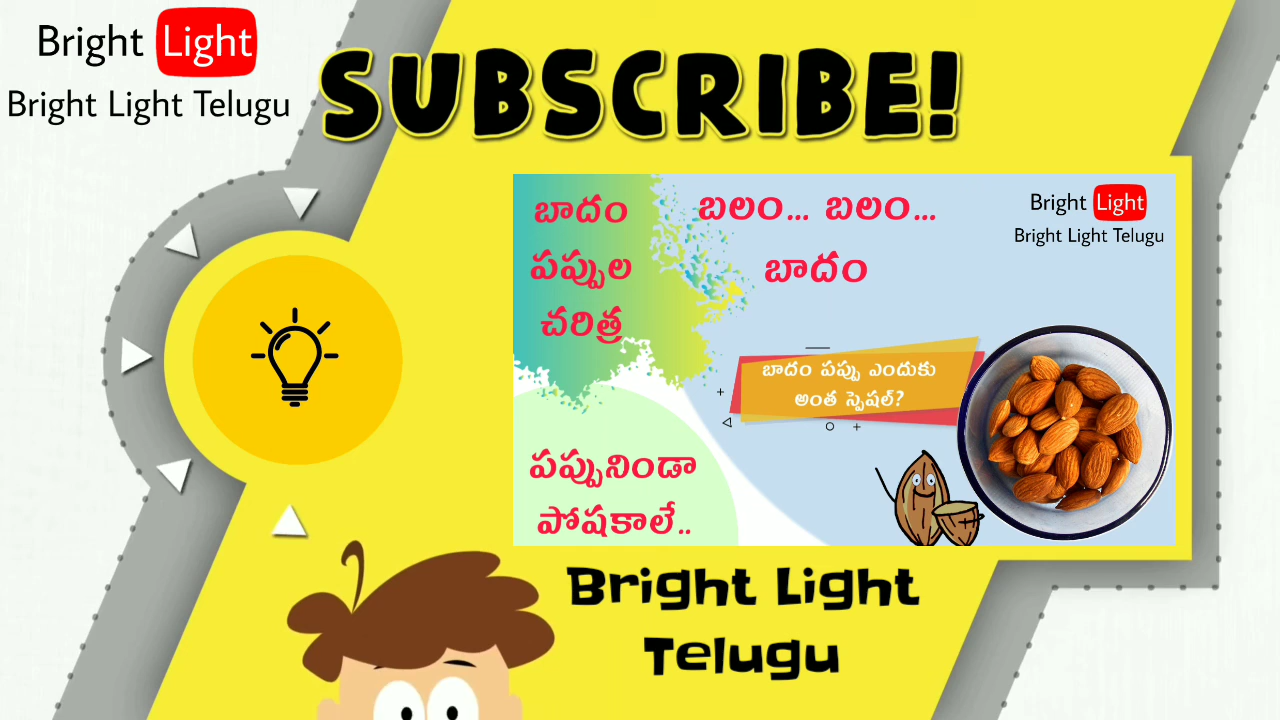 Bright Light
Bright Light Telugu
SUBSCRIBE!
బాదం
పప్పుల
చరిత్ర
బలం... బలం...
బాదం
Bright Light
Bright Light Telugu
బాదం పప్పు ఎందుకు
అంత స్పెషల్?
పప్పునిండా
పోషకాలే..
Bright Light
Telugu